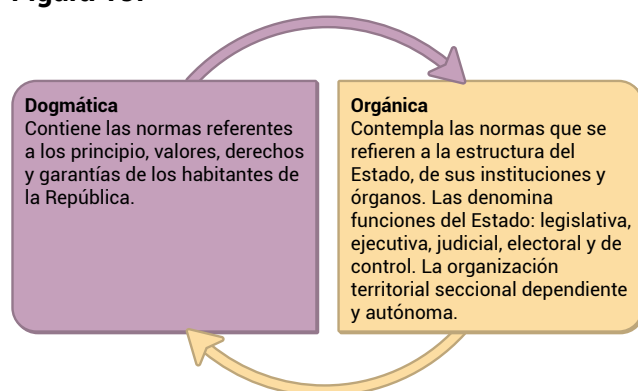 Dogmática
Contiene las normas referentes
a los principio, valores, derechos
y garantías de los habitantes de
la República.
Orgánica
Contempla las normas que se
refieren a la estructura del
Estado, de sus instituciones y
órganos. Las denomina
funciones del Estado: legislativa,
ejecutiva, judicial, electoral y de
control. La organización
territorial seccional dependiente
y autónoma.